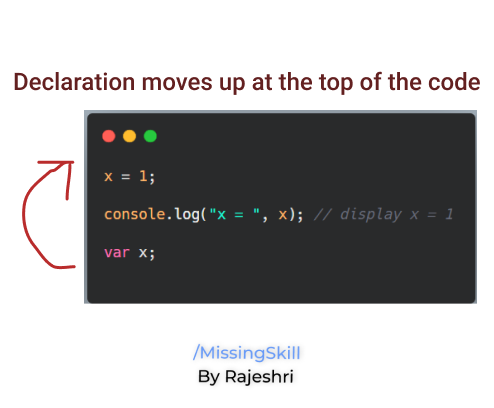 Declaration moves up at the top of the code
x = 1;
console.log("x = ", x); // display x = 1
var x;
/MissingSkill
By Rajeshri